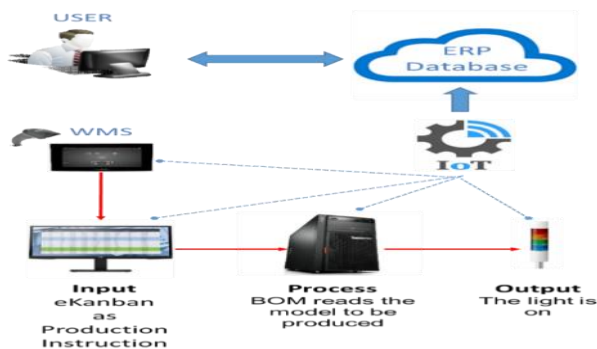 USER
ERP
Database
WMS
IoT
Input
eKanban
as
Production
Instruction
Process
BOM reads the
model to be
produced
Output
The light is
on